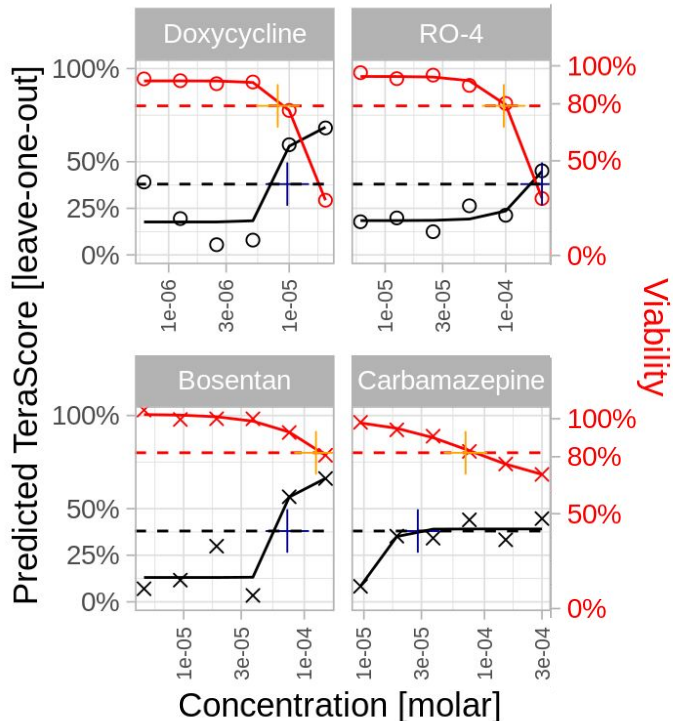 Doxycycline RO-4
100% 100%
80%
50% 50%
25%
0% 0%
1e-06 3e-06 1e-05 1e-05 3e-05 1e-04
Predicted TeraScore [leave-one-out]
Viability
Bosentan Carbamazepine
100% 100%
80%
50% 50%
25%
0% 0%
1e-05 3e-05 1e-04 1e-05 3e-05 1e-04 3e-04
Concentration [molar]